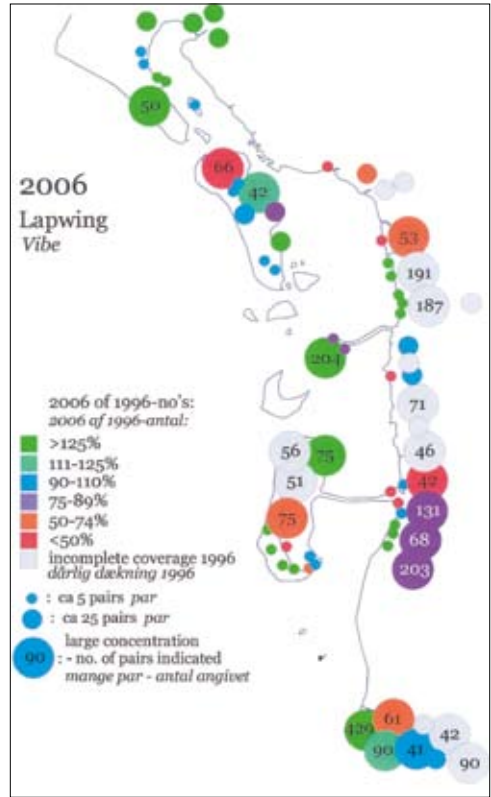 50
66
42
2006
Lapwing
Vibe
53
191
187
204
71
56
75
46
51
42
75
131
68
203
2006 of 1996-no's:
2006 af 1996-antal:
>125%
111-125%
90-110%
75-89%
50-74%
<50%
incomplete coverage 1996
dårlig dækning 1996
: ca 5 pairs par
: ca 25 pairs par
large concentration
90 : - no. of pairs indicated
mange par - antal angivet
61
429
42
90
41
90